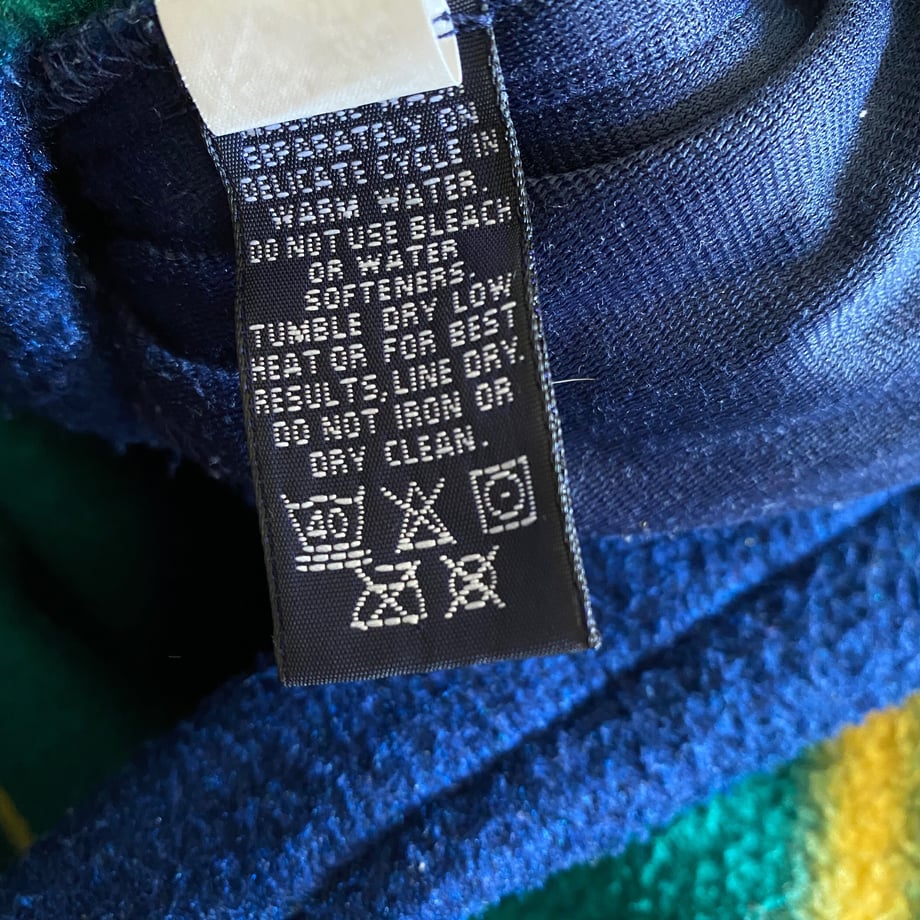 SEPARATELY ON
DELICATE CYCLE IN
WARM WATER.
DO NOT USE BLEACH
OR WATER
SOFTENERS.
TUMBLE DRY LOW
HEAT OR FOR BEST
RESULTS, LINE DRY.
DO NOT IRON OR
DRY CLEAN.
40